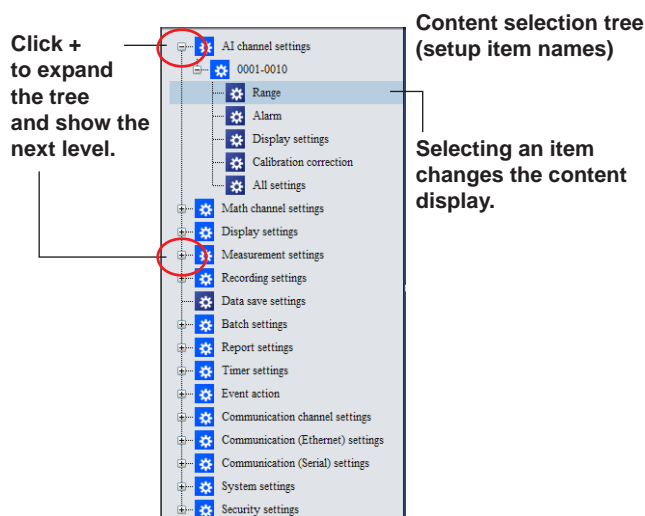 Click +
to expand
the tree
and show the
next level.
Content selection tree
(setup item names)
Selecting an item
changes the content
display.
AI channel settings
0001-0010
Range
Alarm
Display settings
Calibration correction
All settings
Math channel settings
Display settings
Measurement settings
Recording settings
Data save settings
Batch settings
Report settings
Timer settings
Event action
Communication channel settings
Communication (Ethernet) settings
Communication (Serial) settings
System settings
Security settings